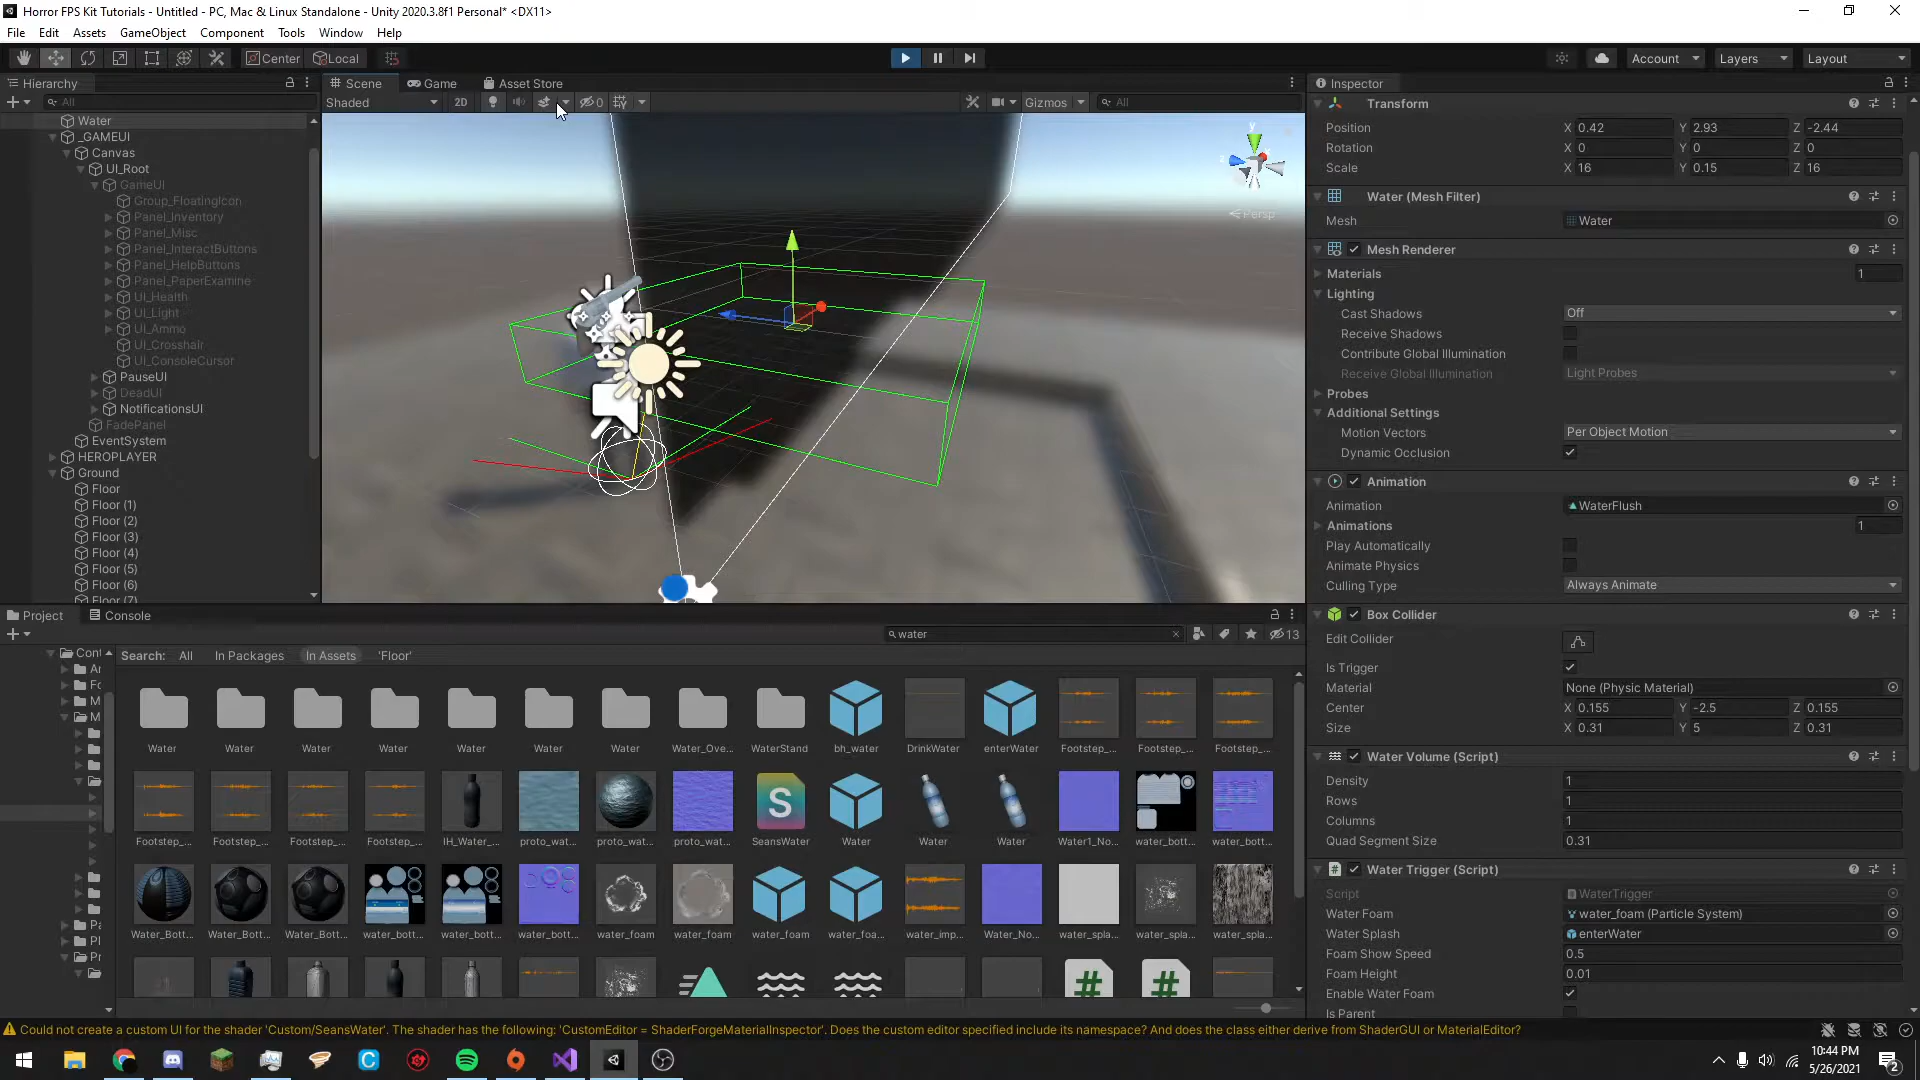 Horror FPS Kit Tutorials - Untitled - PC, Mac & Linux Standalone - Unity 2020.3.8f1 Personal* <DX11>
File Edit Assets GameObject Component Tools Window Help
Center Local Account Layers Layout
Hierarchy Scene Game Asset Store Inspector
All Shaded 2D 0 Gizmos All
Water
_GAMEUI
Canvas
UI_Root
GameUI
Group_FloatingIcon
Panel_Inventory
Panel_Misc
Panel_InteractButtons
Panel_HelpButtons
Panel_PaperExamine
UI_Health
UI_Light
UI_Ammo
UI_Crosshair
UI_ConsoleCursor
PauseUI
DeadUI
NotificationsUI
FadePanel
EventSystem
HEROPLAYER
Ground
Floor
Floor (1)
Floor (2)
Floor (3)
Floor (4)
Floor (5)
Floor (6)
Floor (7)
y
Persp
Transform
Position X 0.42 Y 2.93 Z -2.44
Rotation X 0 Y 0 Z 0
Scale X 16 Y 0.15 Z 16
Water (Mesh Filter)
Mesh Water
Mesh Renderer
Materials 1
Lighting
Cast Shadows Off
Receive Shadows
Contribute Global Illumination
Receive Global Illumination Light Probes
Probes
Additional Settings
Motion Vectors Per Object Motion
Dynamic Occlusion
Animation
Animation WaterFlush
Animations 1
Play Automatically
Animate Physics
Culling Type Always Animate
Box Collider
Edit Collider
Is Trigger
Material None (Physic Material)
Center X 0.155 Y -2.5 Z 0.155
Size X 0.31 Y 5 Z 0.31
Water Volume (Script)
Density 1
Rows 1
Columns 1
Quad Segment Size 0.31
Water Trigger (Script)
Script WaterTrigger
Water Foam water_foam (Particle System)
Water Splash enterWater
Foam Show Speed 0.5
Foam Height 0.01
Enable Water Foam
Is Parent
Project Console
water 13
Search: All In Packages In Assets 'Floor'
Water Water Water Water Water Water Water Water_Ove... WaterStand bh_water DrinkWater enterWater Footstep_... Footstep_... Footstep_...
Footstep_... Footstep_... Footstep_... Footstep_... IH_Water_... proto_wat... proto_wat... proto_wat... SeansWater Water Water Water Water1_No... water_bott... water_bott...
Water_Bott... Water_Bott... Water_Bott... water_bott... water_bott... water_bott... water_foam water_foam water_foam water_foa... water_imp... Water_No... water_spla... water_spla... water_spla...
Could not create a custom UI for the shader 'Custom/SeansWater'. The shader has the following: 'CustomEditor = ShaderForgeMaterialInspector'. Does the custom editor specified include its namespace? And does the class either derive from ShaderGUI or MaterialEditor?
10:44 PM
5/26/2021
2